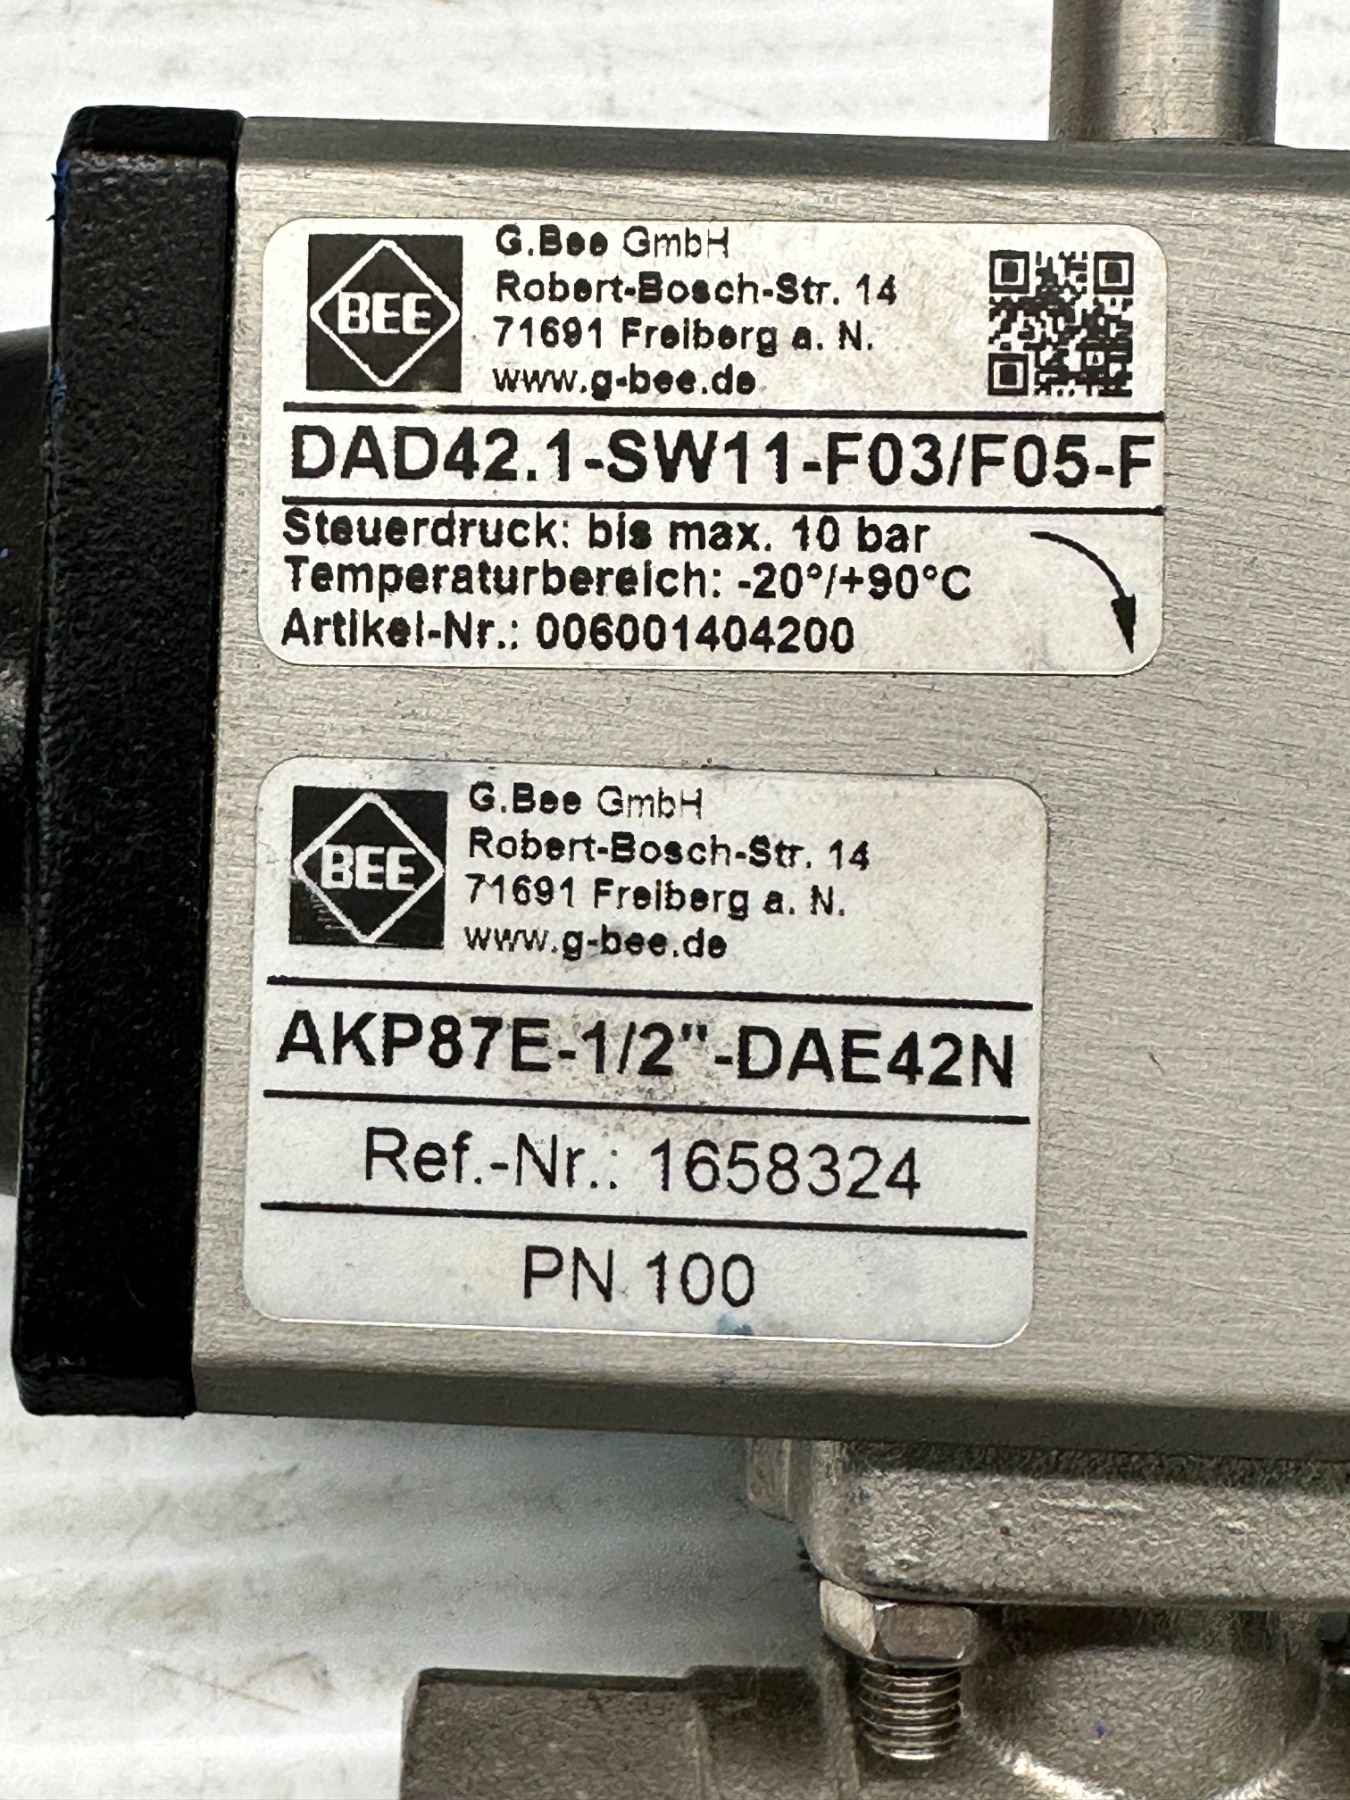 BEE
G.Bee GmbH
Robert-Bosch-Str. 14
71691 Freiberg a. N.
www.g-bee.de
DAD42.1-SW11-F03/F05-F
Steuerdruck: bis max. 10 bar
Temperaturbereich: -20°/+90°C
Artikel-Nr.: 006001404200
BEE
G.Bee GmbH
Robert-Bosch-Str. 14
71691 Freiberg a. N.
www.g-bee.de
AKP87E-1/2"-DAE42N
Ref.-Nr.: 1658324
PN 100